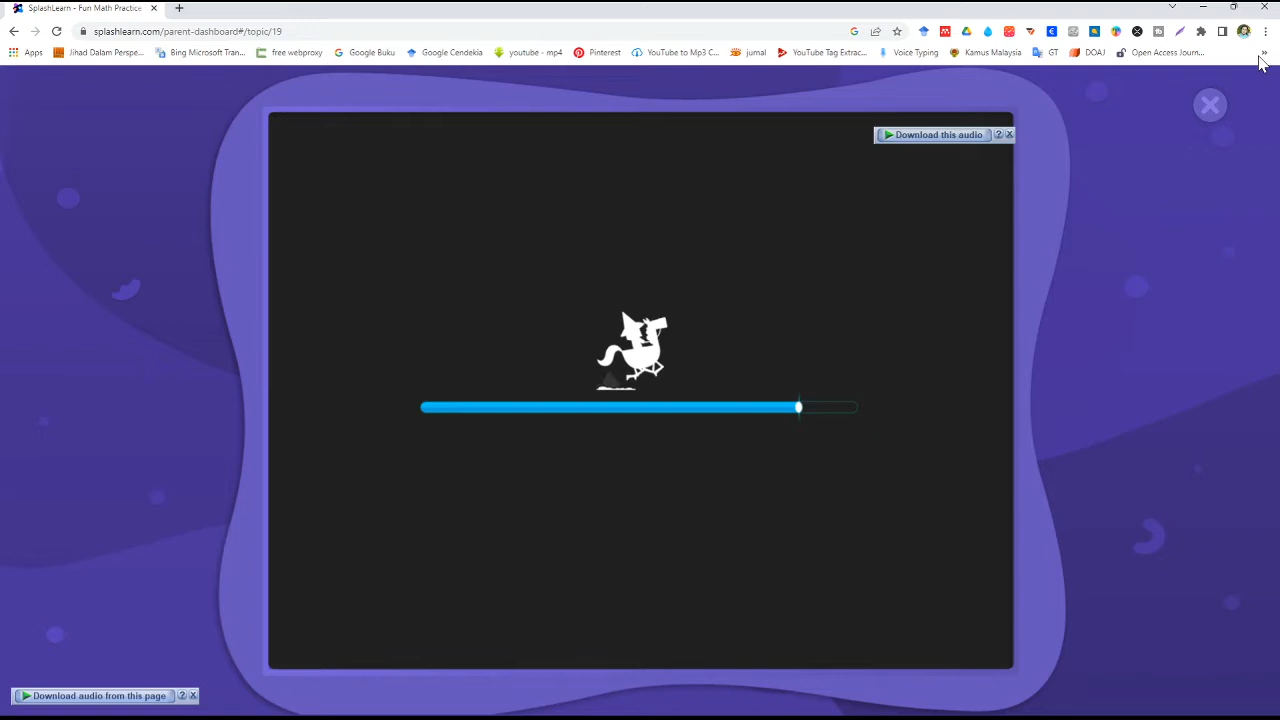 SplashLearn - Fun Math Practice
splashlearn.com/parent-dashboard#/topic/19
Apps Jihad Dalam Perspe... Bing Microsoft Tran... free webproxy Google Buku Google Cendekia youtube - mp4 Pinterest YouTube to Mp3 C... jurnal YouTube Tag Extrac... Voice Typing Kamus Malaysia GT DOAJ Open Access Journ...
Download this audio ?
Download audio from this page ?